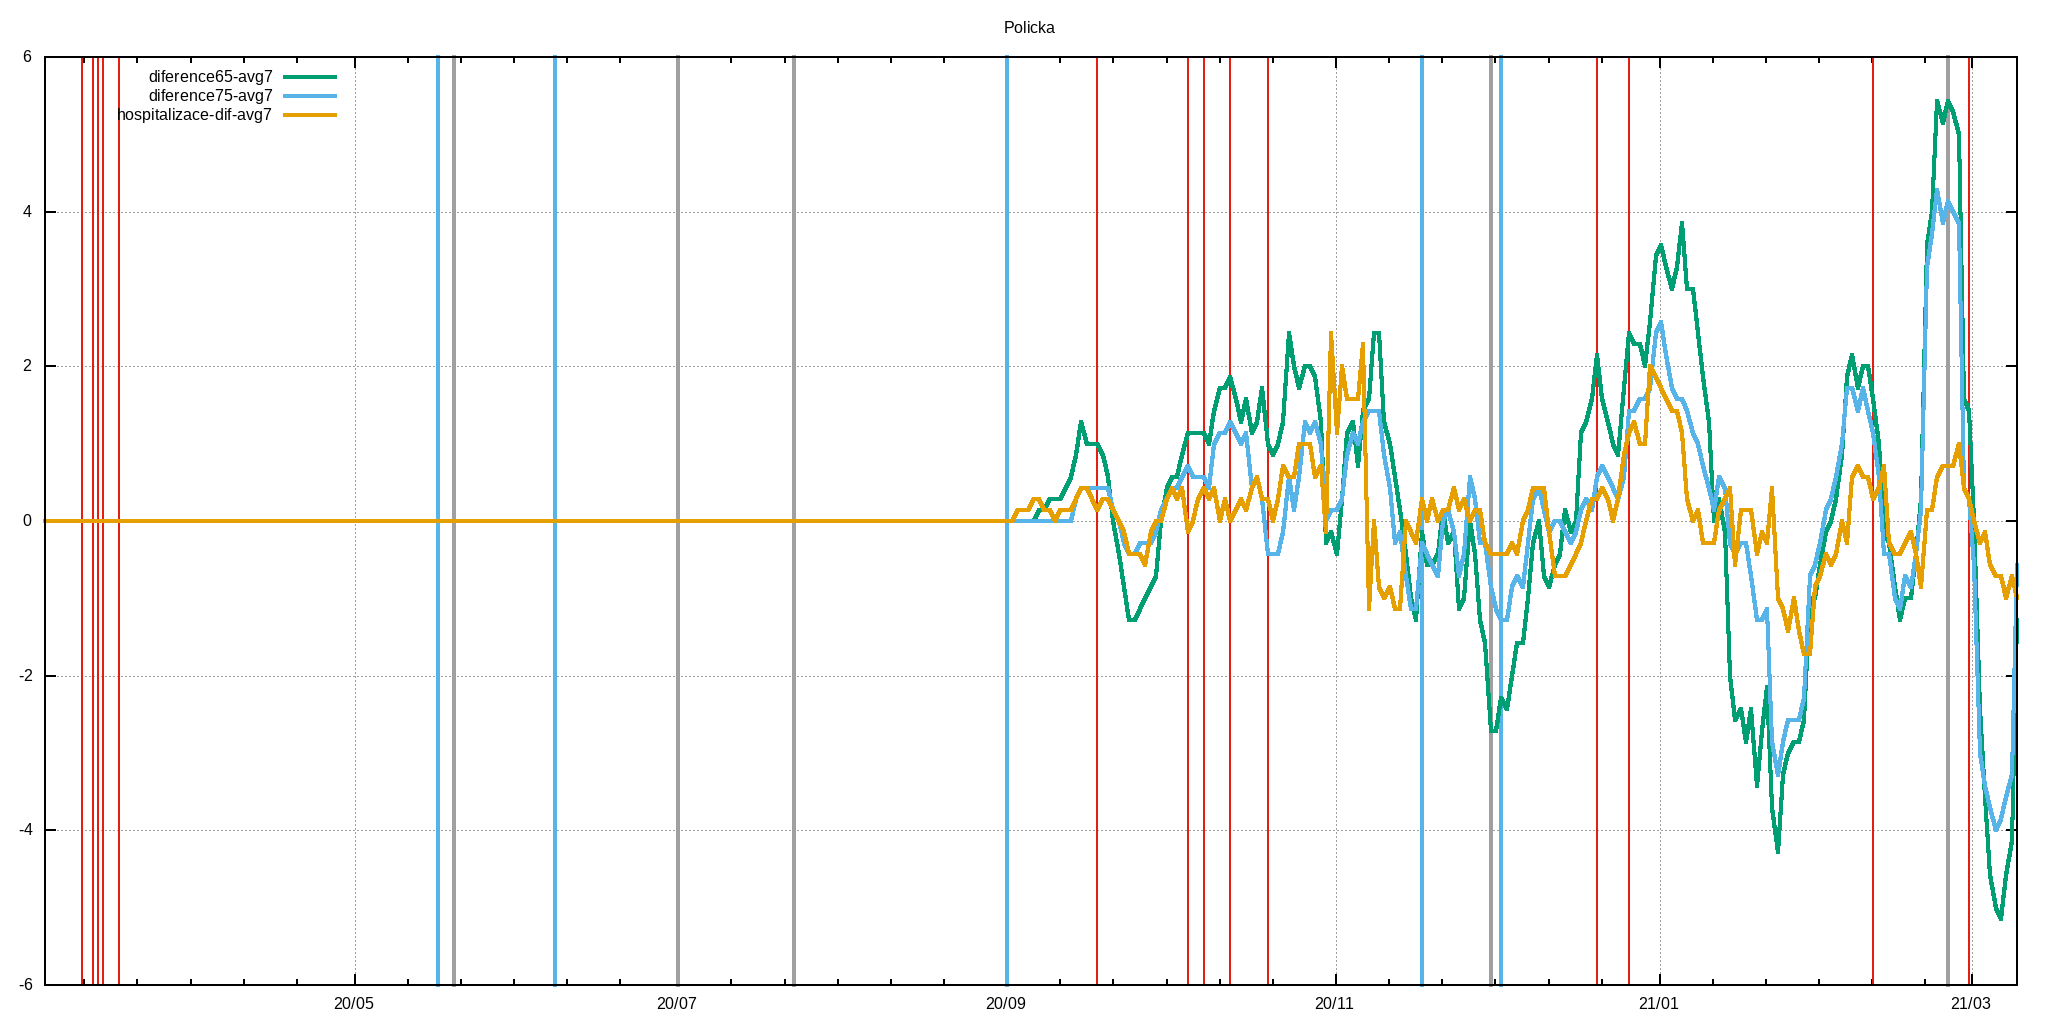 Policka
6
diference65-avg7
diference75-avg7
hospitalizace-dif-avg7
4
2
0
-2
-4
-6
20/05 20/07 20/09 20/11 21/01 21/03